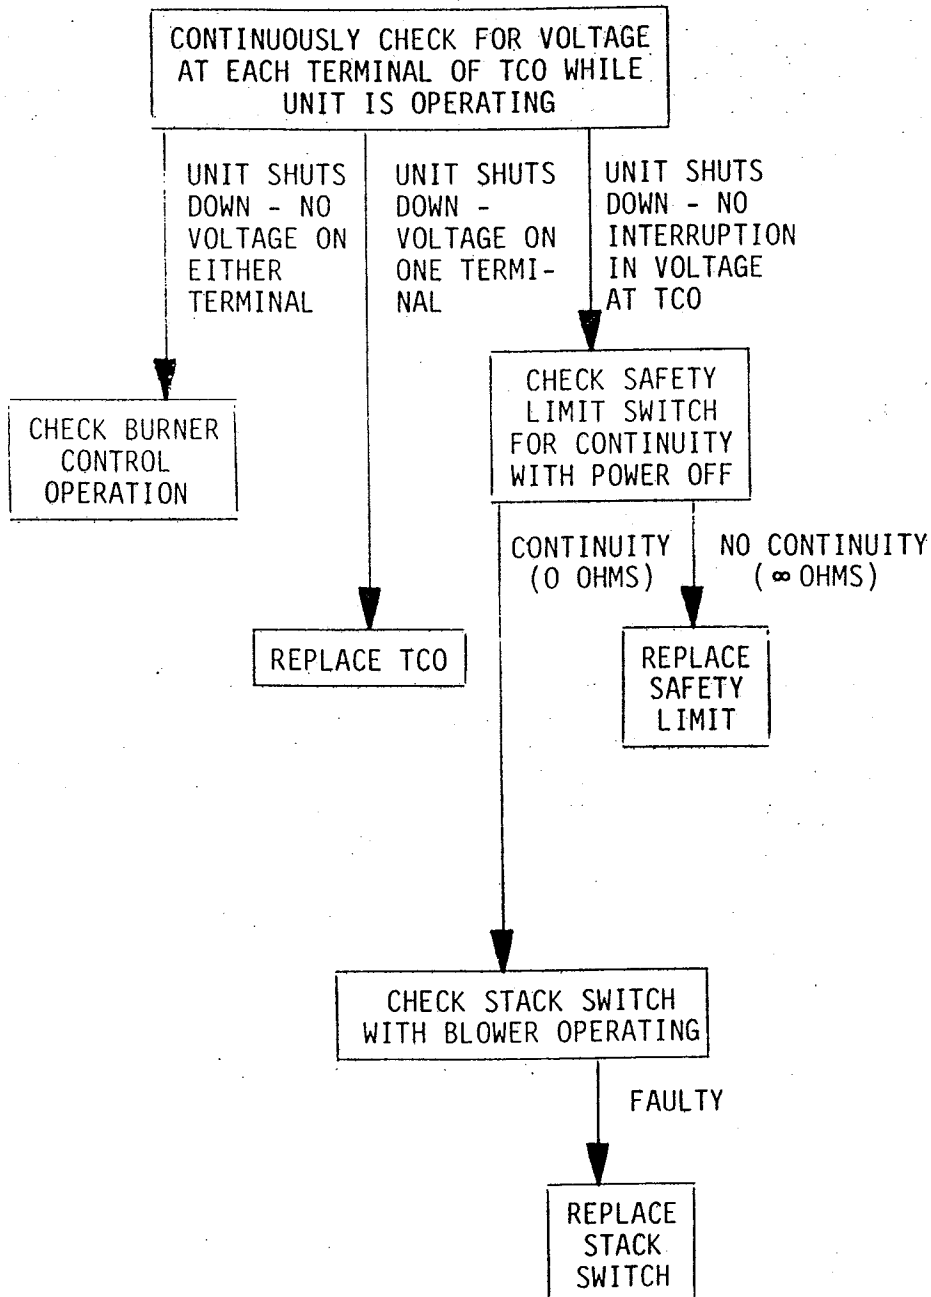 CONTINUOUSLY CHECK FOR VOLTAGE
AT EACH TERMINAL OF TCO WHILE
UNIT IS OPERATING
UNIT SHUTS
DOWN - NO
VOLTAGE ON
EITHER
TERMINAL
UNIT SHUTS
DOWN -
VOLTAGE ON
ONE TERMI-
NAL
UNIT SHUTS
DOWN - NO
INTERRUPTION
IN VOLTAGE
AT TCO
CHECK BURNER
CONTROL
OPERATION
CHECK SAFETY
LIMIT SWITCH
FOR CONTINUITY
WITH POWER OFF
CONTINUITY
(0 OHMS)
NO CONTINUITY
(∞ OHMS)
REPLACE TCO
REPLACE
SAFETY
LIMIT
CHECK STACK SWITCH
WITH BLOWER OPERATING
FAULTY
REPLACE
STACK
SWITCH